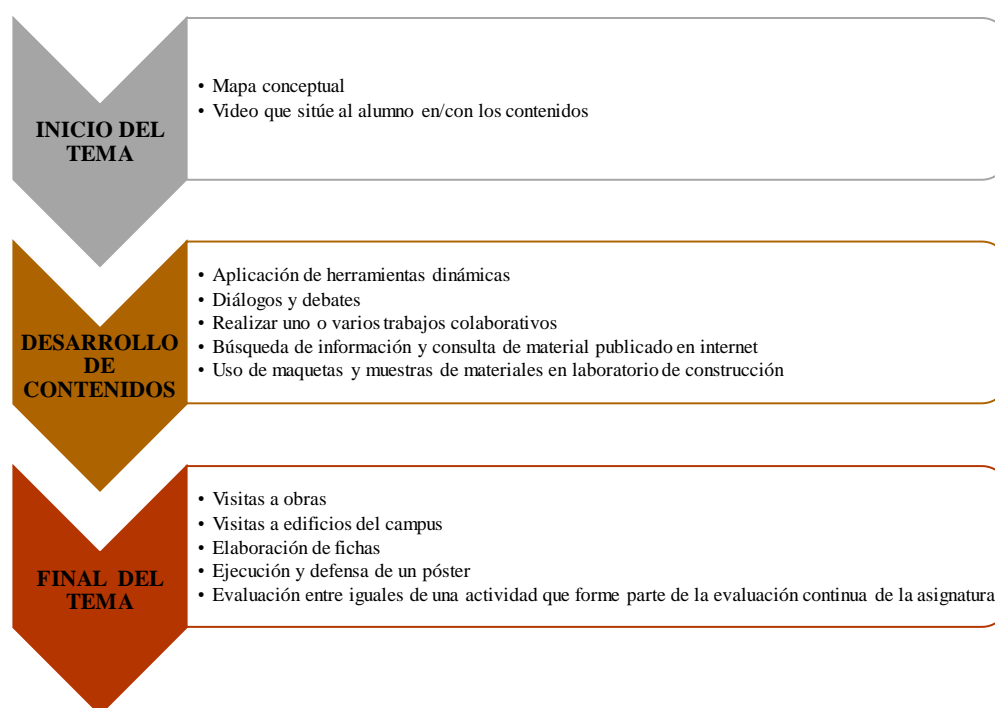 INICIO DEL
TEMA
• Mapa conceptual
• Video que sitúe al alumno en/con los contenidos
DESARROLLO
DE
CONTENIDOS
• Aplicación de herramientas dinámicas
• Diálogos y debates
• Realizar uno o varios trabajos colaborativos
• Búsqueda de información y consulta de material publicado en internet
• Uso de maquetas y muestras de materiales en laboratorio de construcción
FINAL DEL
TEMA
• Visitas a obras
• Visitas a edificios del campus
• Elaboración de fichas
• Ejecución y defensa de un póster
• Evaluación entre iguales de una actividad que forme parte de la evaluación continua de la asignatura